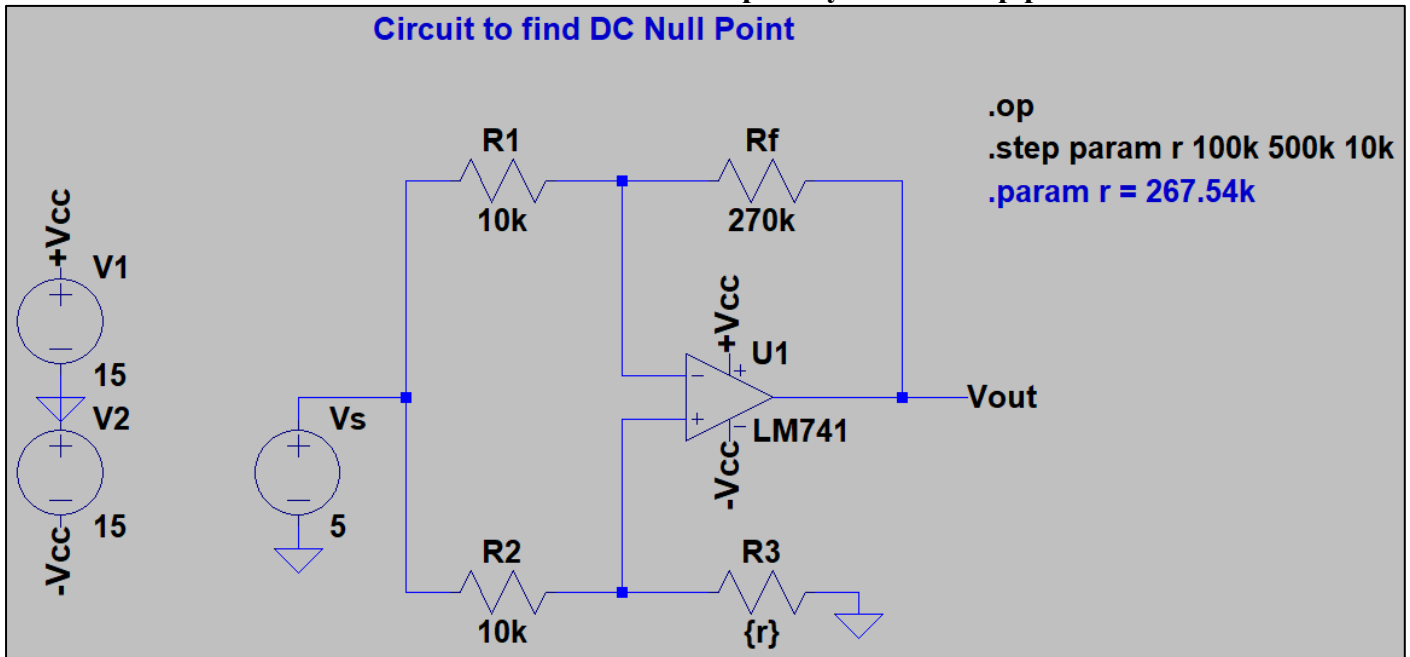 Circuit to find DC Null Point
.op
.step param r 100k 500k 10k
.param r = 267.54k
R1
10k
Rf
270k
+Vcc
V1
15
V2
15
-Vcc
Vs
5
+Vcc
U1
LM741
-Vcc
Vout
R2
10k
R3
{r}